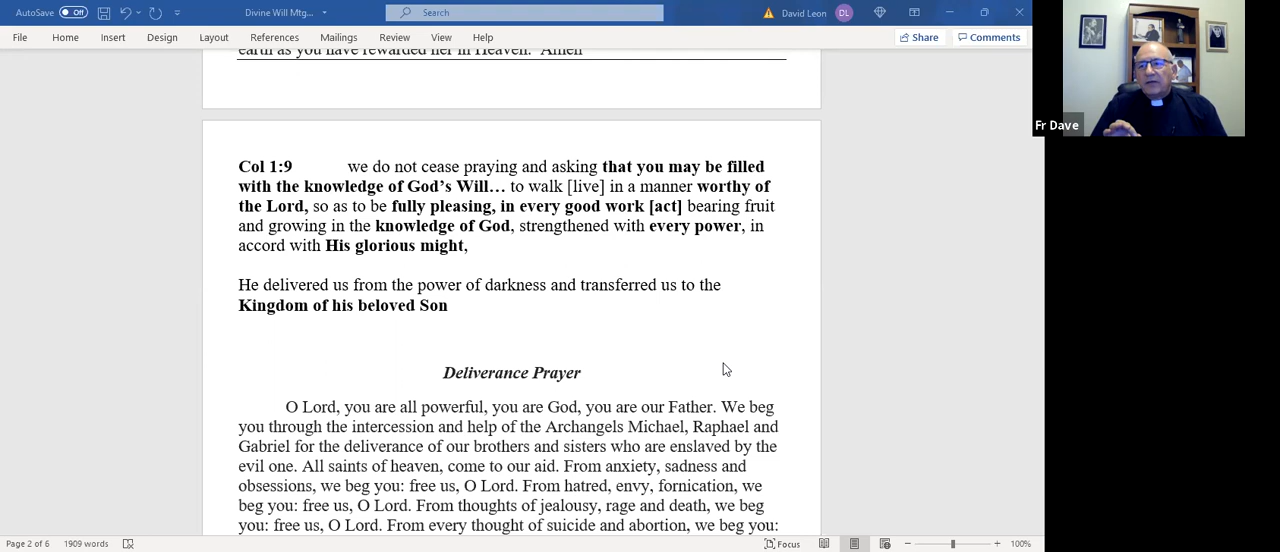 AutoSave Off Divine Will Mtg... Search David Leon DL
File Home Insert Design Layout References Mailings Review View Help Share Comments
earth as you have rewarded her in Heaven. Amen
Fr Dave
Col 1:9 we do not cease praying and asking that you may be filled
with the knowledge of God's Will… to walk [live] in a manner worthy of
the Lord, so as to be fully pleasing, in every good work [act] bearing fruit
and growing in the knowledge of God, strengthened with every power, in
accord with His glorious might,
He delivered us from the power of darkness and transferred us to the
Kingdom of his beloved Son
Deliverance Prayer
O Lord, you are all powerful, you are God, you are our Father. We beg
you through the intercession and help of the Archangels Michael, Raphael and
Gabriel for the deliverance of our brothers and sisters who are enslaved by the
evil one. All saints of heaven, come to our aid. From anxiety, sadness and
obsessions, we beg you: free us, O Lord. From hatred, envy, fornication, we
beg you: free us, O Lord. From thoughts of jealousy, rage and death, we beg
you: free us, O Lord. From every thought of suicide and abortion, we beg you:
Page 2 of 6 1909 words Focus 100%